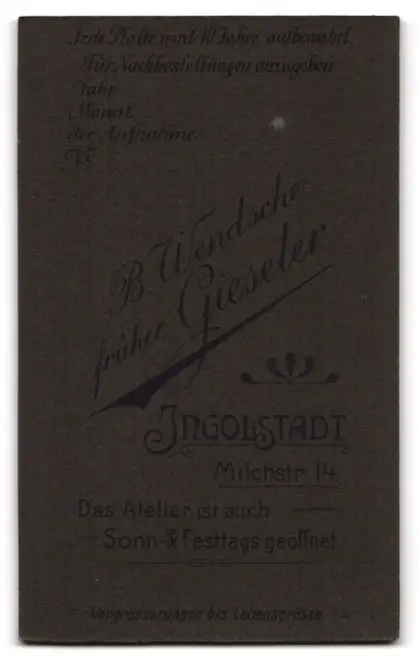 Jede Platte wird 10 Jahre aufbewahrt.
Für Nachbestellungen anzugeben
Jahr
Monat
der Aufnahme.
No
B. Wendsche
früher Gieseler
INGOLSTADT
Milchstr 14
Das Atelier ist auch
Sonn- & Festtags geöffnet.
Vergrösserungen bis Lebensgrösse.